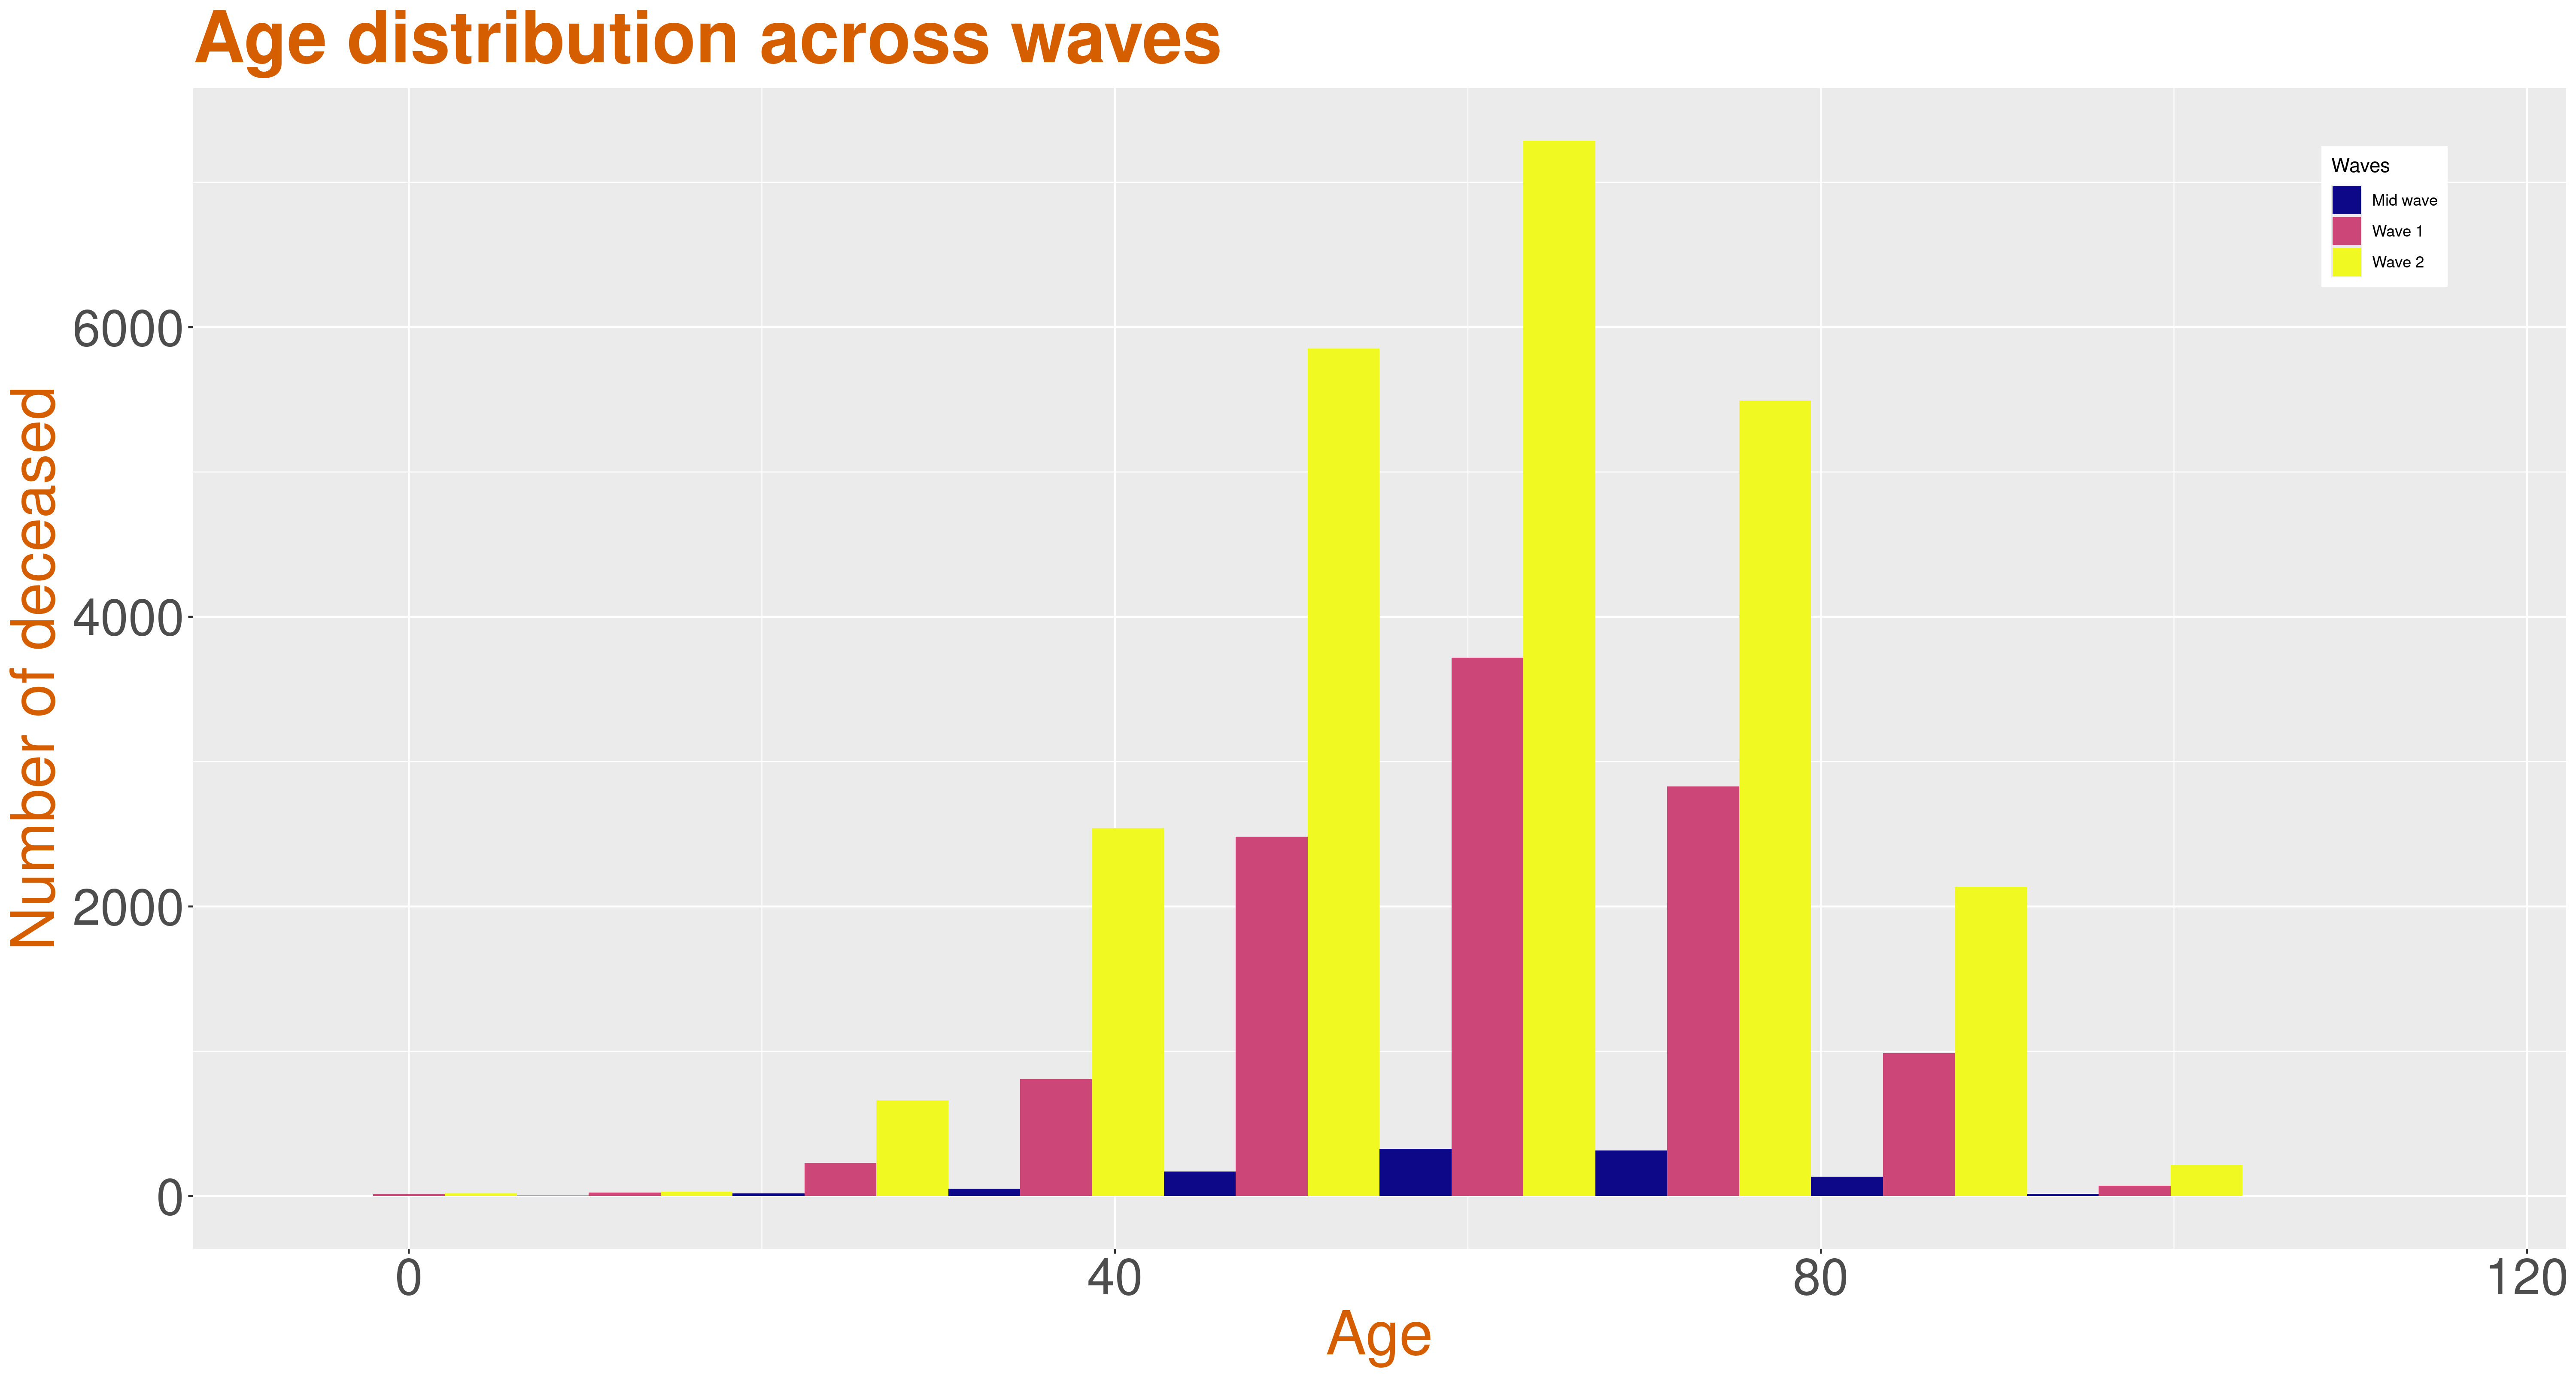 Age distribution across waves
Waves
Mid wave
Wave 1
Wave 2
Number of deceased
6000
4000
2000
0
0 40 80 120
Age